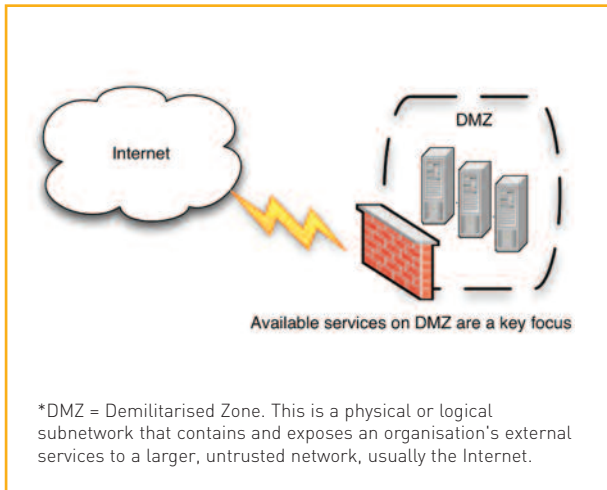 Internet
DMZ
Available services on DMZ are a key focus
*DMZ = Demilitarised Zone. This is a physical or logical
subnetwork that contains and exposes an organisation's external
services to a larger, untrusted network, usually the Internet.